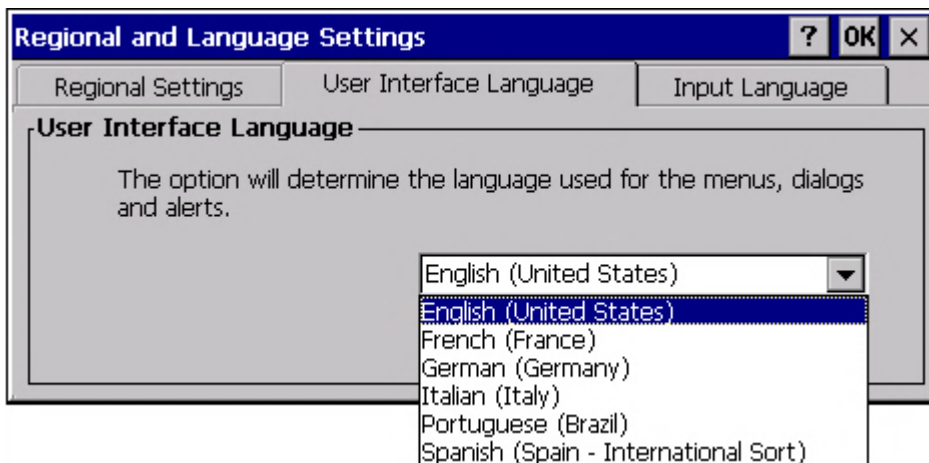 Regional and Language Settings ? OK ×
Regional Settings User Interface Language Input Language
User Interface Language
The option will determine the language used for the menus, dialogs
and alerts.
English (United States)
English (United States)
French (France)
German (Germany)
Italian (Italy)
Portuguese (Brazil)
Spanish (Spain - International Sort)